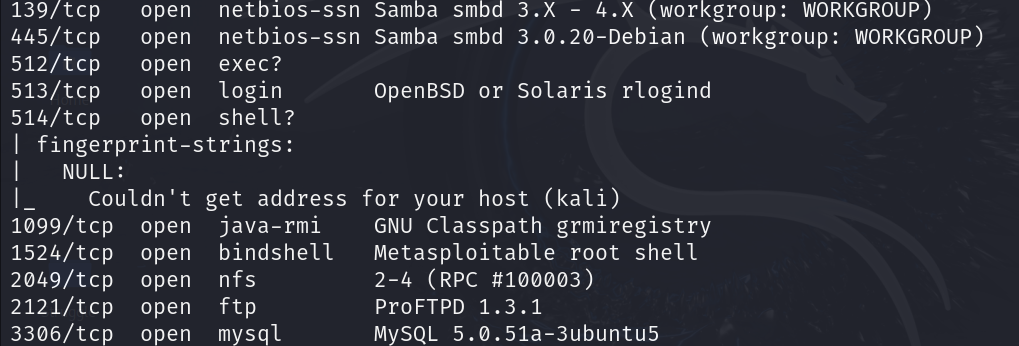 139/tcp  open  netbios-ssn Samba smbd 3.X - 4.X (workgroup: WORKGROUP)
445/tcp  open  netbios-ssn Samba smbd 3.0.20-Debian (workgroup: WORKGROUP)
512/tcp  open  exec?
513/tcp  open  login       OpenBSD or Solaris rlogind
514/tcp  open  shell?
| fingerprint-strings:
|   NULL:
|_    Couldn't get address for your host (kali)
1099/tcp open  java-rmi    GNU Classpath grmiregistry
1524/tcp open  bindshell   Metasploitable root shell
2049/tcp open  nfs         2-4 (RPC #100003)
2121/tcp open  ftp         ProFTPD 1.3.1
3306/tcp open  mysql       MySQL 5.0.51a-3ubuntu5